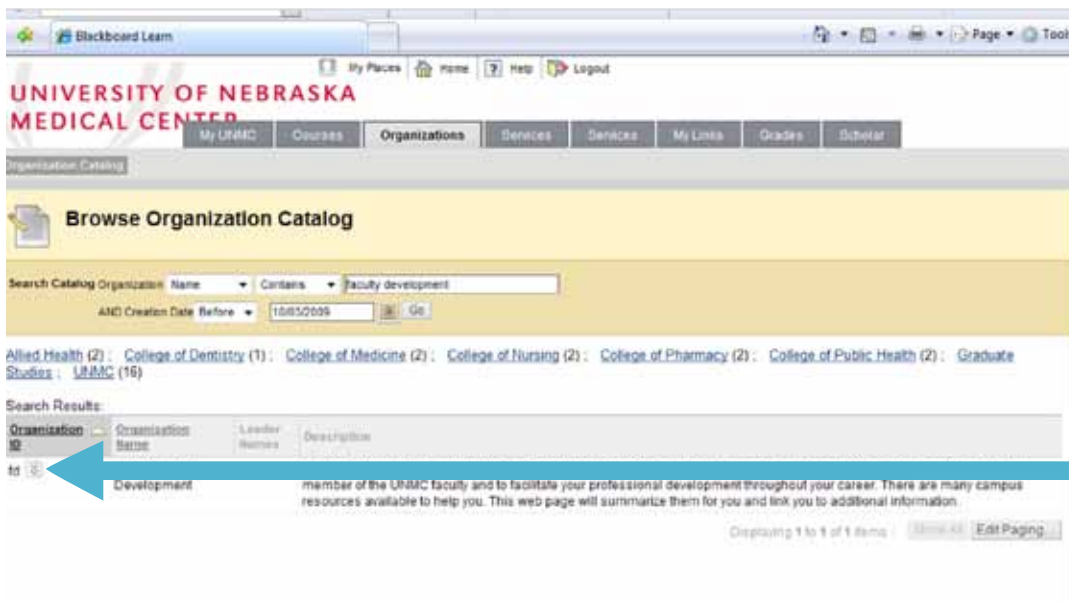 Blackboard Learn
Page
Tools
My Places Home Help Logout
UNIVERSITY OF NEBRASKA
MEDICAL CENTER
My UNMC Courses Organizations Services Services My Links Grades Scholar
Organization Catalog
Browse Organization Catalog
Search Catalog Organization Name Contains faculty development
AND Creation Date Before 10/03/2009 Go
Allied Health (2) : College of Dentistry (1) : College of Medicine (2) : College of Nursing (2) : College of Pharmacy (2) : College of Public Health (2) : Graduate
Studies : UNMC (16)
Search Results:
Organization ID Organization Name Leader Names Description
fd
Development
member of the UNMC faculty and to facilitate your professional development throughout your career. There are many campus
resources available to help you. This web page will summarize them for you and link you to additional information.
Displaying 1 to 1 of 1 items Show All Edit Paging...